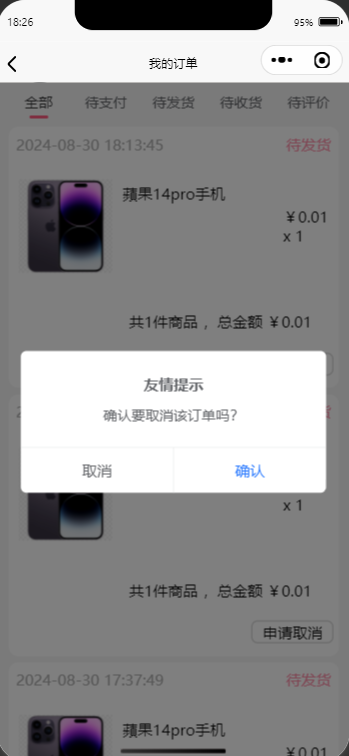 18:26
95%
我的订单
全部 待支付 待发货 待收货 待评价
2024-08-30 18:13:45 待发货
蘋果14pro手机
￥0.01
x 1
共1件商品 ，总金额 ￥0.01
友情提示
确认要取消该订单吗？
取消 确认
x 1
共1件商品 ，总金额 ￥0.01
申请取消
2024-08-30 17:37:49 待发货
蘋果14pro手机
￥0.01